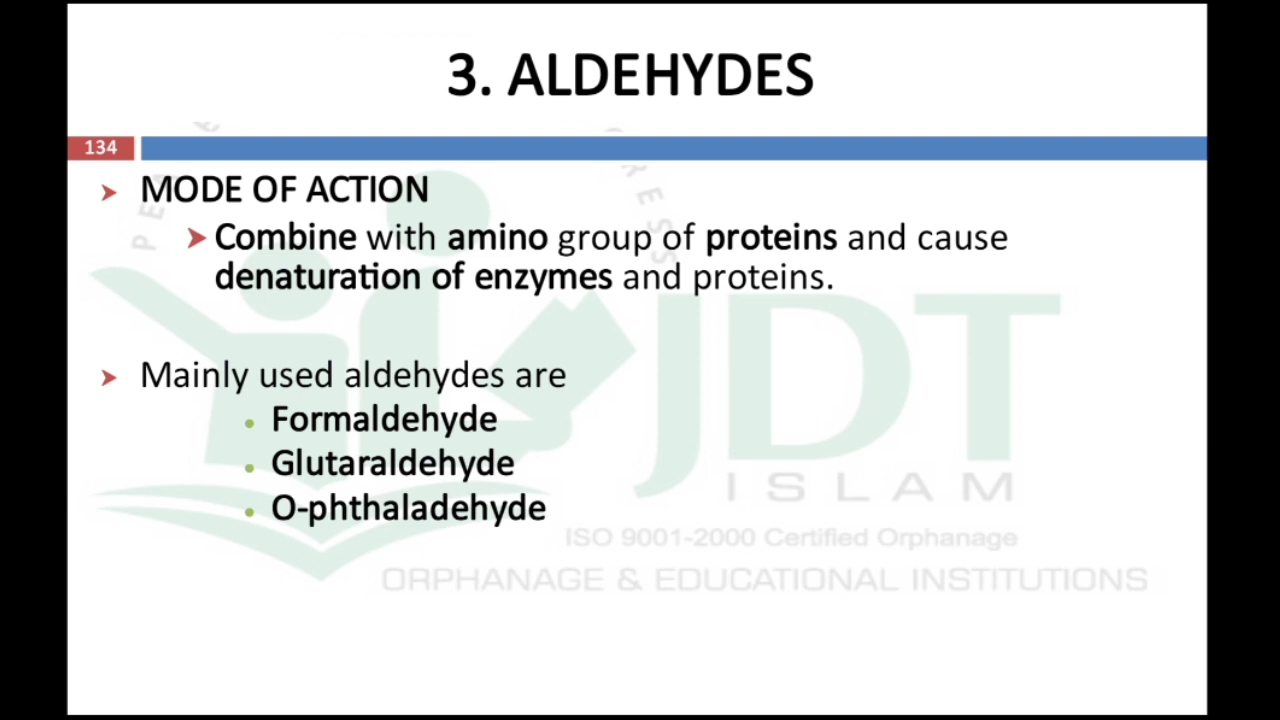 3. ALDEHYDES
134
MODE OF ACTION
Combine with amino group of proteins and cause
denaturation of enzymes and proteins.
Mainly used aldehydes are
Formaldehyde
Glutaraldehyde
O-phthaladehyde
JDT
ISLAM
ISO 9001-2000 Certified Orphanage
ORPHANAGE & EDUCATIONAL INSTITUTIONS